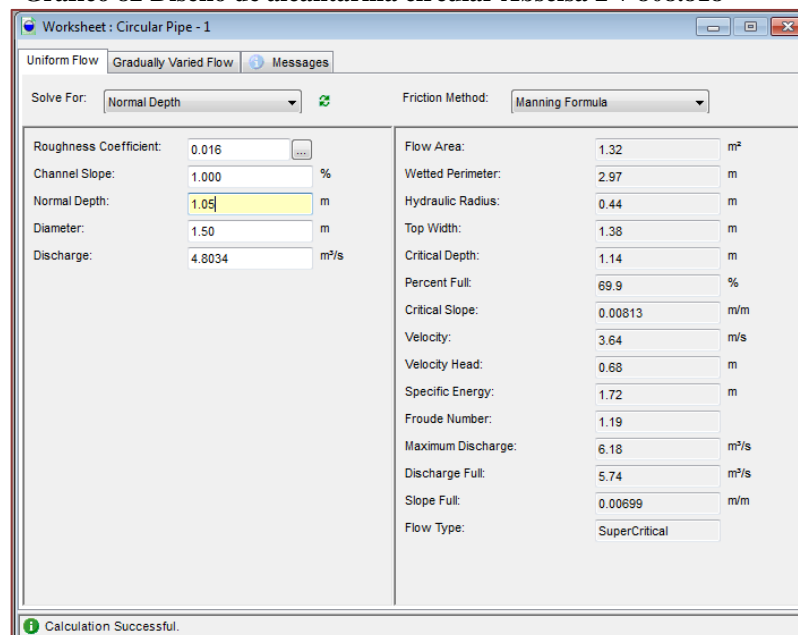 Worksheet : Circular Pipe - 1
Uniform Flow Gradually Varied Flow Messages
Solve For: Normal Depth Friction Method: Manning Formula
Roughness Coefficient: 0.016 ...
Channel Slope: 1.000 %
Normal Depth: 1.05 m
Diameter: 1.50 m
Discharge: 4.8034 m³/s
Flow Area: 1.32 m²
Wetted Perimeter: 2.97 m
Hydraulic Radius: 0.44 m
Top Width: 1.38 m
Critical Depth: 1.14 m
Percent Full: 69.9 %
Critical Slope: 0.00813 m/m
Velocity: 3.64 m/s
Velocity Head: 0.68 m
Specific Energy: 1.72 m
Froude Number: 1.19
Maximum Discharge: 6.18 m³/s
Discharge Full: 5.74 m³/s
Slope Full: 0.00699 m/m
Flow Type: SuperCritical
Calculation Successful.